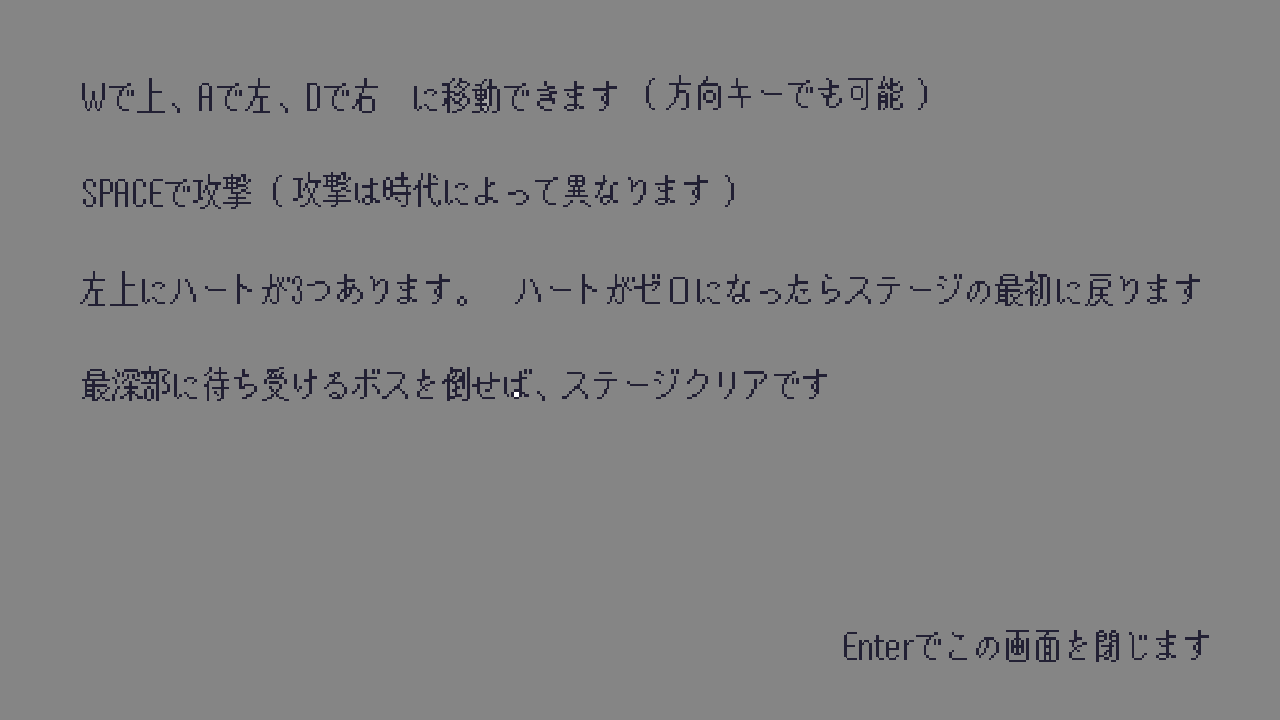 Wで上、Aで左、Dで右　に移動できます（方向キーでも可能）
SPACEで攻撃（攻撃は時代によって異なります）
左上にハートが3つあります。　ハートがゼロになったらステージの最初に戻ります
最深部に待ち受けるボスを倒せば、ステージクリアです
Enterでこの画面を閉じます